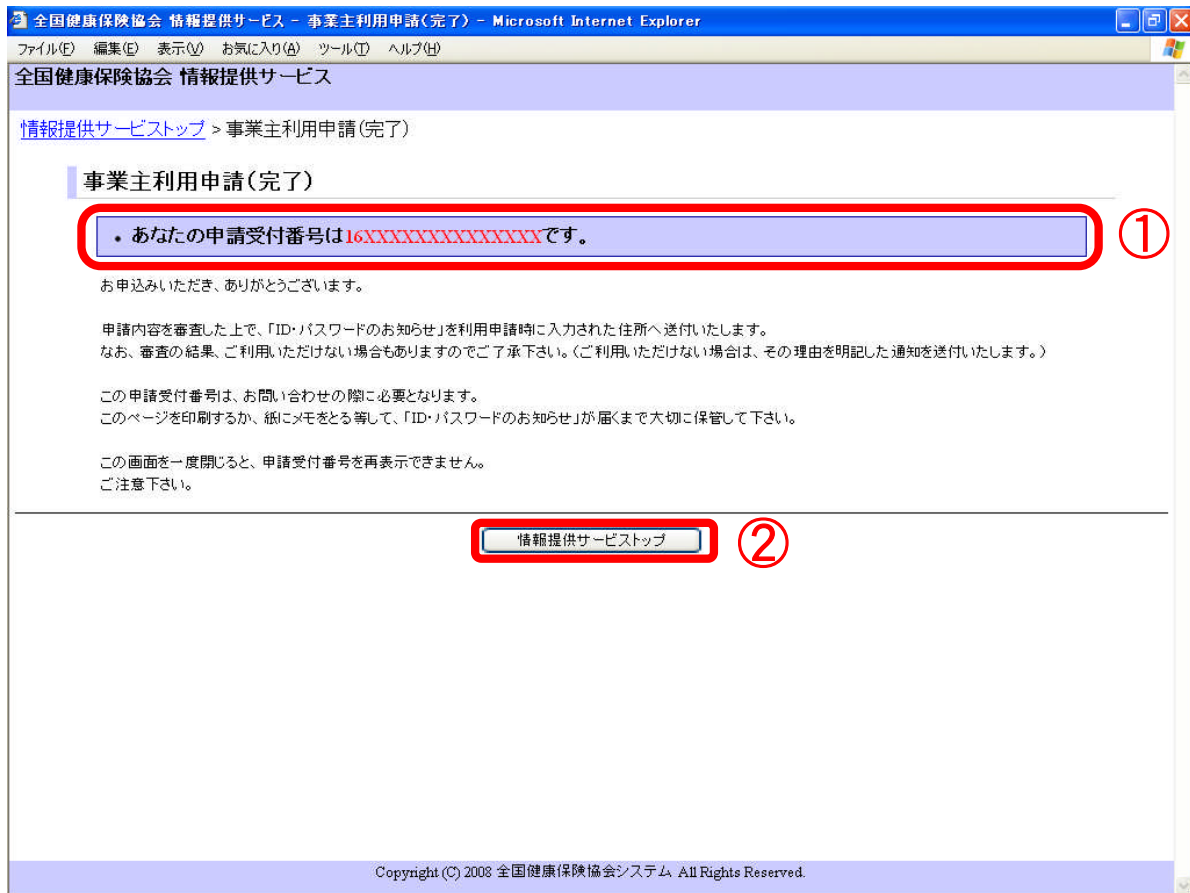 全国健康保険協会 情報提供サービス - 事業主利用申請(完了) - Microsoft Internet Explorer
ファイル(F) 編集(E) 表示(V) お気に入り(A) ツール(T) ヘルプ(H)
全国健康保険協会 情報提供サービス
情報提供サービストップ > 事業主利用申請(完了)
事業主利用申請(完了)
• あなたの申請受付番号は16XXXXXXXXXXXXXXです。
①
お申込みいただき、ありがとうございます。
申請内容を審査した上で、「ID・パスワードのお知らせ」を利用申請時に入力された住所へ送付いたします。
なお、審査の結果、ご利用いただけない場合もありますのでご了承下さい。(ご利用いただけない場合は、その理由を明記した通知を送付いたします。)
この申請受付番号は、お問い合わせの際に必要となります。
このページを印刷するか、紙にメモをとる等して、「ID・パスワードのお知らせ」が届くまで大切に保管して下さい。
この画面を一度閉じると、申請受付番号を再表示できません。
ご注意下さい。
情報提供サービストップ
②
Copyright (C) 2008 全国健康保険協会システム All Rights Reserved.